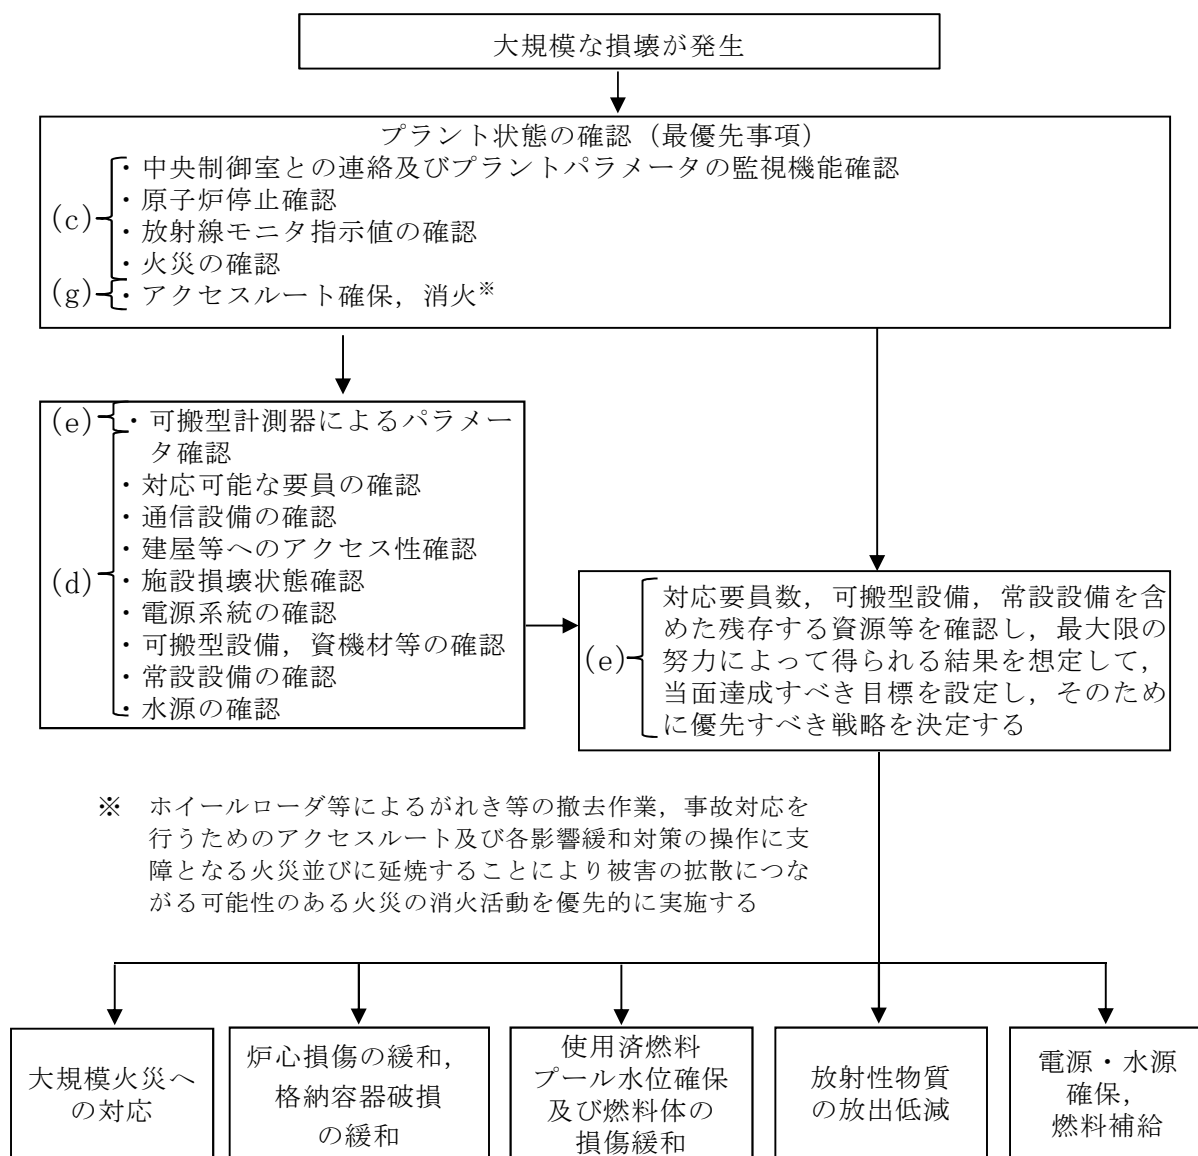 大規模な損壊が発生
プラント状態の確認（最優先事項）
・中央制御室との連絡及びプラントパラメータの監視機能確認
・原子炉停止確認
(c)
・放射線モニタ指示値の確認
・火災の確認
(g)
・アクセスルート確保，消火※
(e)
・可搬型計測器によるパラメー
タ確認
・対応可能な要員の確認
・通信設備の確認
・建屋等へのアクセス性確認
(d)
・施設損壊状態確認
・電源系統の確認
・可搬型設備，資機材等の確認
・常設設備の確認
・水源の確認
(e)
対応要員数，可搬型設備，常設設備を含
めた残存する資源等を確認し，最大限の
努力によって得られる結果を想定して，
当面達成すべき目標を設定し，そのため
に優先すべき戦略を決定する
※　ホイールローダ等によるがれき等の撤去作業，事故対応を
行うためのアクセスルート及び各影響緩和対策の操作に支
障となる火災並びに延焼することにより被害の拡散につな
がる可能性のある火災の消火活動を優先的に実施する
大規模火災へ
の対応
炉心損傷の緩和，
格納容器破損
の緩和
使用済燃料
プール水位確保
及び燃料体の
損傷緩和
放射性物質
の放出低減
電源・水源
確保，
燃料補給